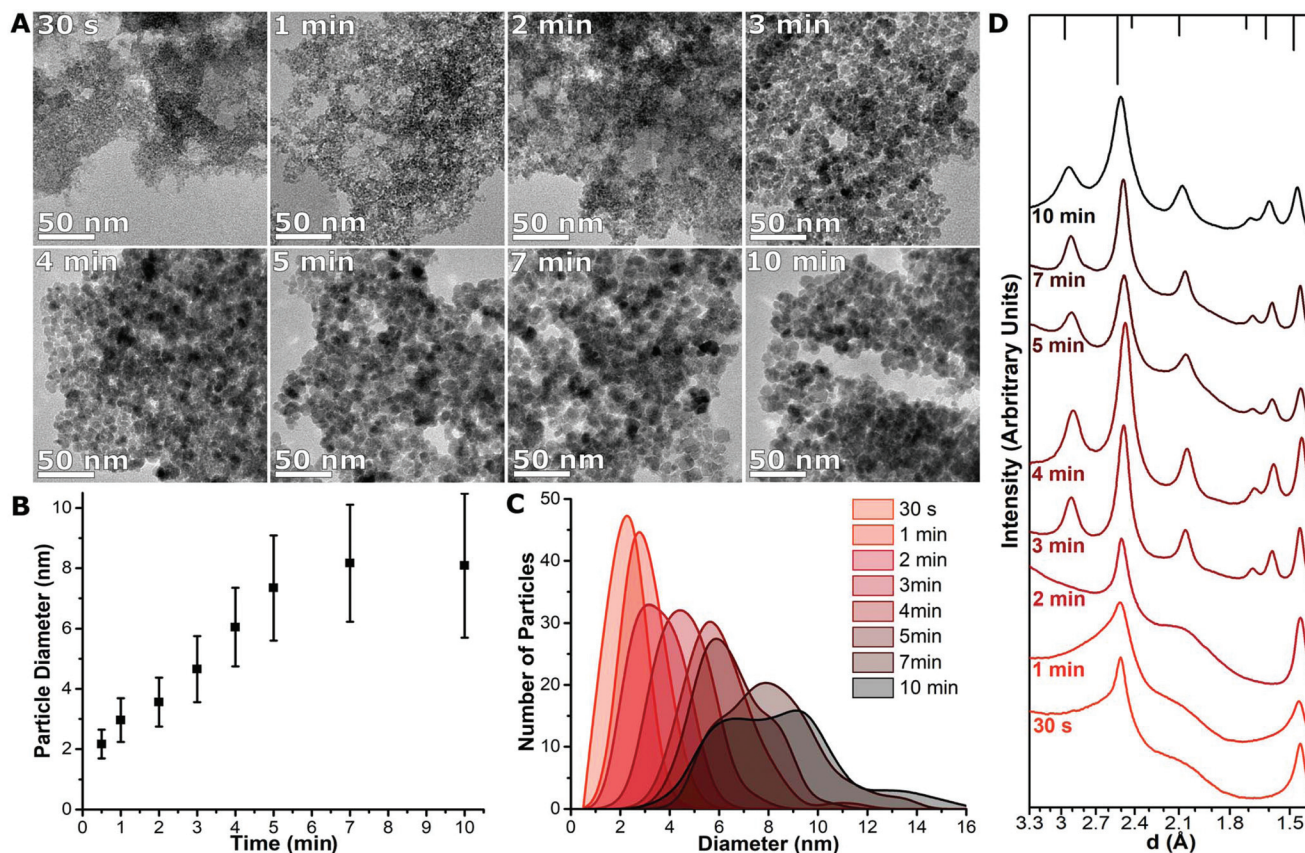 A
30 s
50 nm
1 min
50 nm
2 min
50 nm
3 min
50 nm
4 min
50 nm
5 min
50 nm
7 min
50 nm
10 min
50 nm
B
Particle Diameter (nm)
10
8
6
4
2
0
0 1 2 3 4 5 6 7 8 9 10
Time (min)
C
Number of Particles
50
40
30
20
10
0
0 2 4 6 8 10 12 14 16
Diameter (nm)
30 s
1 min
2 min
3min
4min
5min
7min
10 min
D
Intensity (Arbritrary Units)
10 min
7 min
5 min
4 min
3 min
2 min
1 min
30 s
3.3 3 2.7 2.4 2.1 1.8 1.5
d (Å)